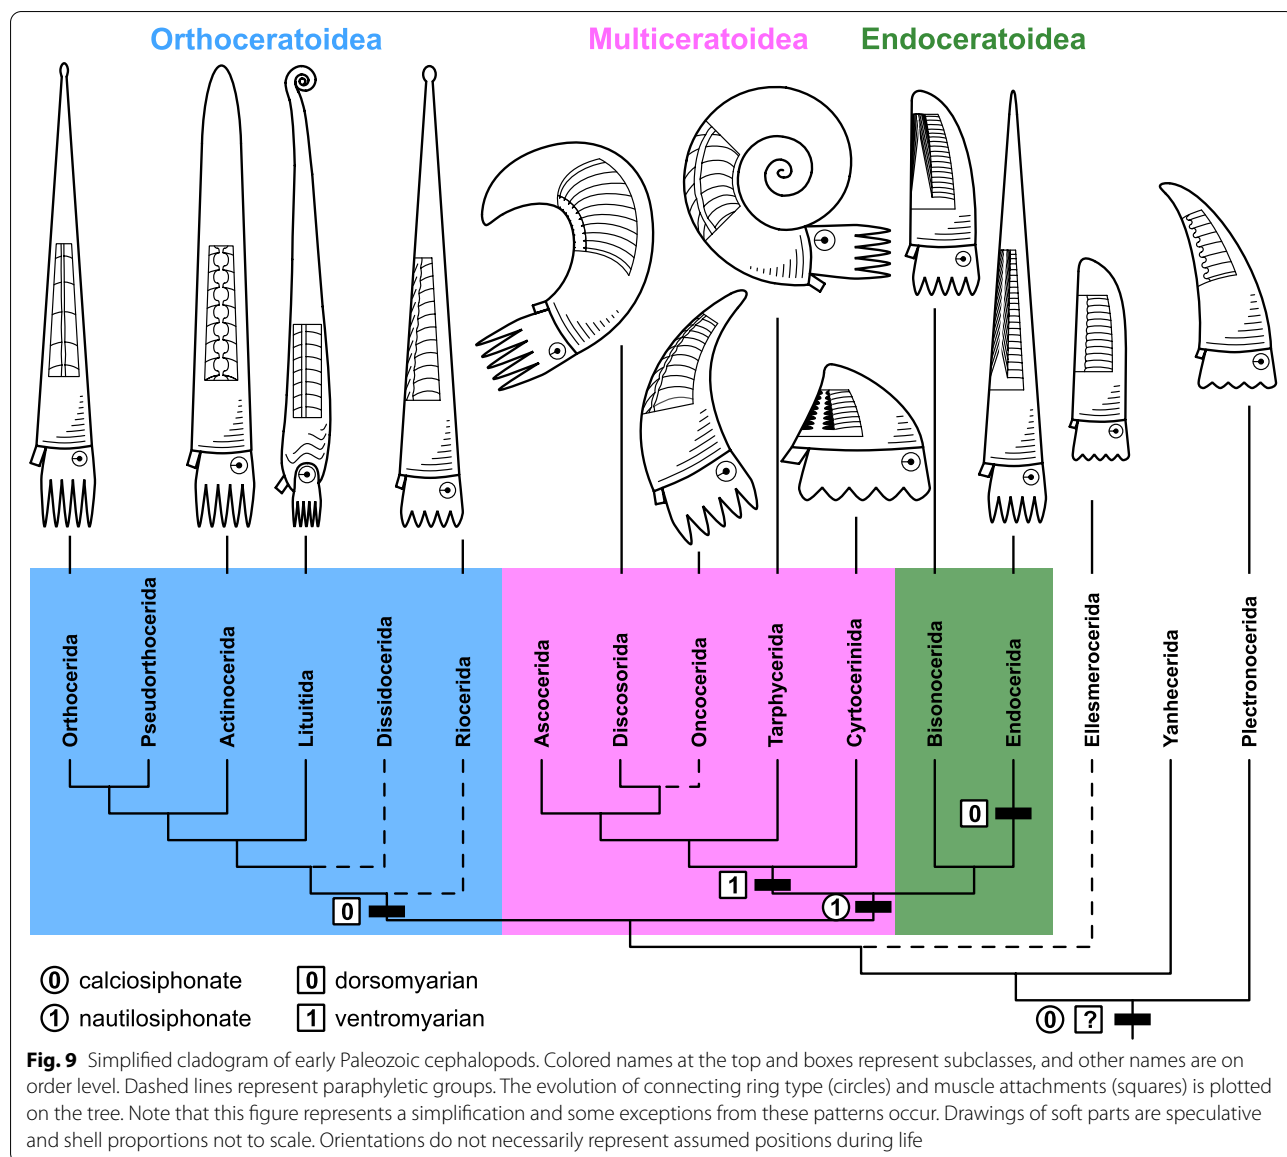 Orthoceratoidea Multiceratoidea Endoceratoidea
Orthocerida
Pseudorthocerida
Actinocerida
Lituitida
Dissidocerida
Riocerida
Ascocerida
Discosorida
Oncocerida
Tarphycerida
Cyrtocerinida
Bisonocerida
Endocerida
Ellesmerocerida
Yanhecerida
Plectronocerida
0
1
1
0
0 calciosiphonate 0 dorsomyarian
1 nautilosiphonate 1 ventromyarian
0 ?
Fig. 9 Simplified cladogram of early Paleozoic cephalopods. Colored names at the top and boxes represent subclasses, and other names are on
order level. Dashed lines represent paraphyletic groups. The evolution of connecting ring type (circles) and muscle attachments (squares) is plotted
on the tree. Note that this figure represents a simplification and some exceptions from these patterns occur. Drawings of soft parts are speculative
and shell proportions not to scale. Orientations do not necessarily represent assumed positions during life